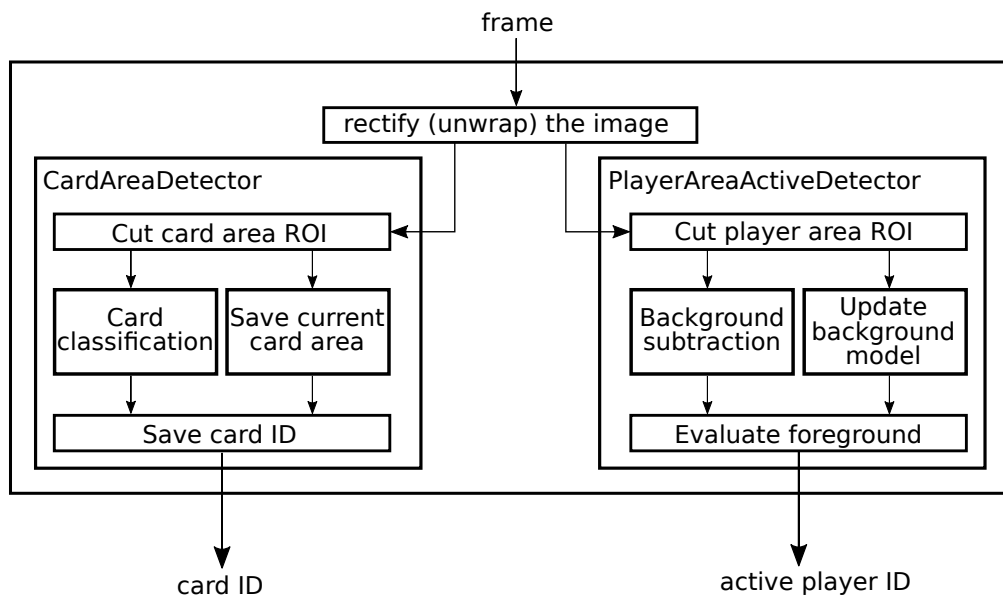 frame
rectify (unwrap) the image
CardAreaDetector
Cut card area ROI
Card
classification
Save current
card area
Save card ID
card ID
PlayerAreaActiveDetector
Cut player area ROI
Background
subtraction
Update
background
model
Evaluate foreground
active player ID